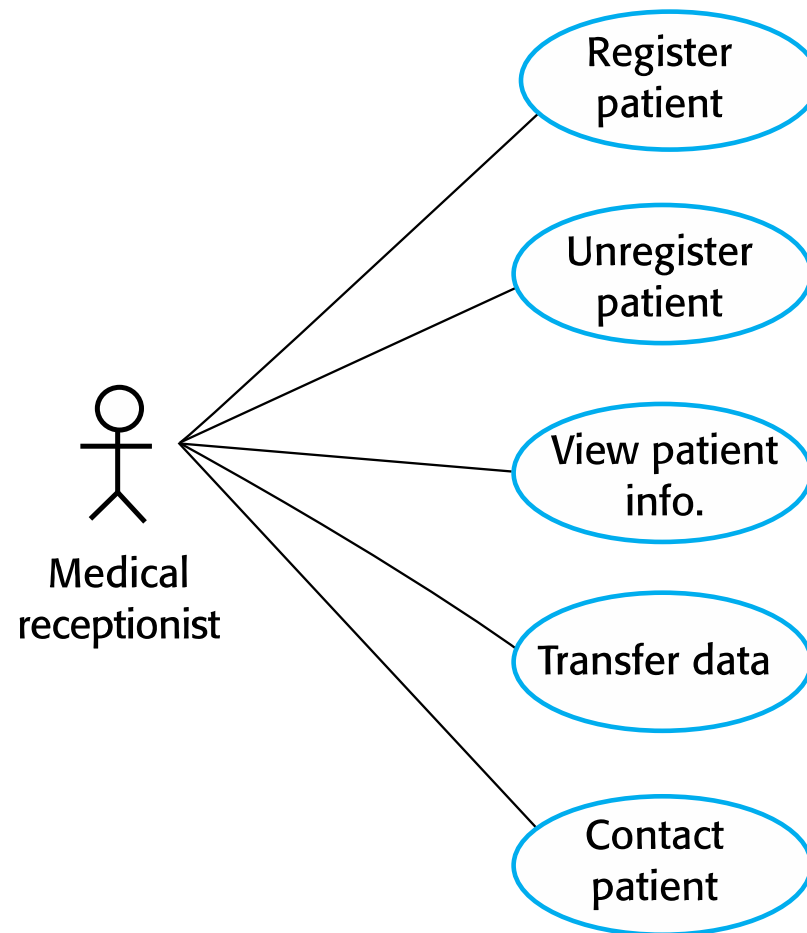 Register
patient
Unregister
patient
View patient
info.
Medical
receptionist
Transfer data
Contact
patient